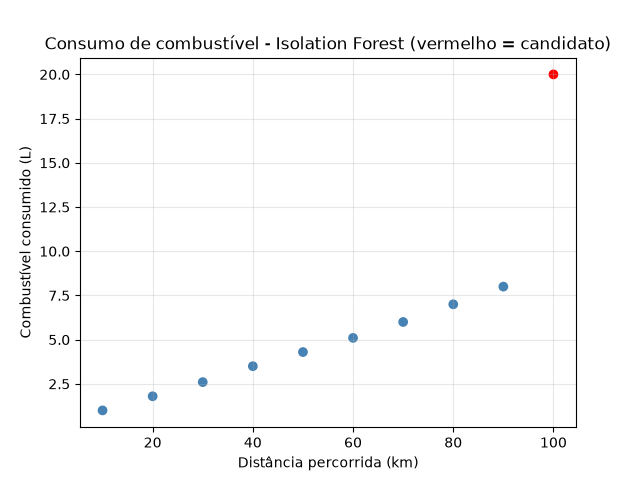 Consumo de combustível - Isolation Forest (vermelho = candidato)
20.0
17.5
15.0
12.5
10.0
7.5
5.0
2.5
Combustível consumido (L)
20 40 60 80 100
Distância percorrida (km)